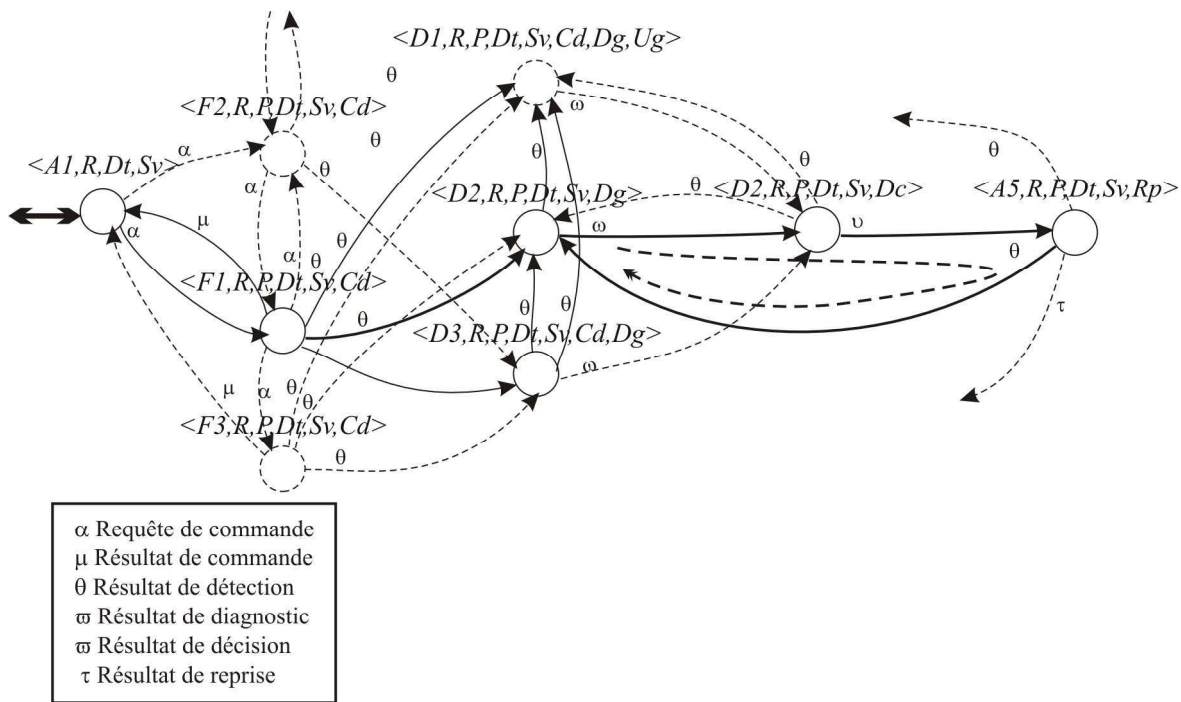 <D1,R,P,Dt,Sv,Cd,Dg,Ug>
θ
θ
ω
<F2,R,P,Dt,Sv,Cd>
θ
θ
α
<A1,R,Dt,Sv>
θ
θ
θ
α
<D2,R,P,Dt,Sv,Dg>
θ
<D2,R,P,Dt,Sv,Dc>
<A5,R,P,Dt,Sv,Rp>
μ
ω
υ
α
θ
α
θ
θ
<F1,R,P,Dt,Sv,Cd>
θ
θ
θ
τ
<D3,R,P,Dt,Sv,Cd,Dg>
θ
ω
μ
α
θ
<F3,R,P,Dt,Sv,Cd>
θ
α Requête de commande
μ Résultat de commande
θ Résultat de détection
ϖ Résultat de diagnostic
ϖ Résultat de décision
τ Résultat de reprise